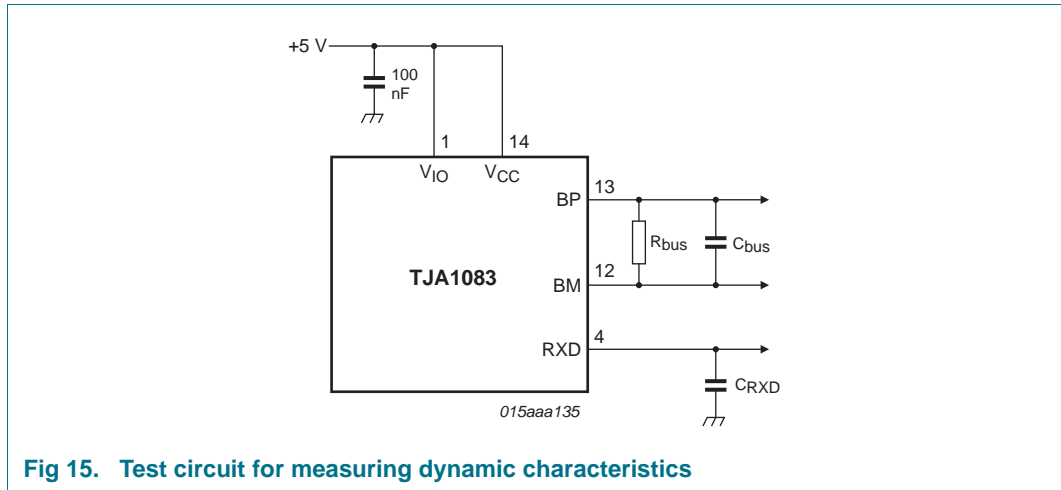 +5 V
100
nF
1
14
VIO
VCC
BP
13
Rbus
Cbus
TJA1083
BM
12
RXD
4
CRXD
015aaa135
Fig 15. Test circuit for measuring dynamic characteristics